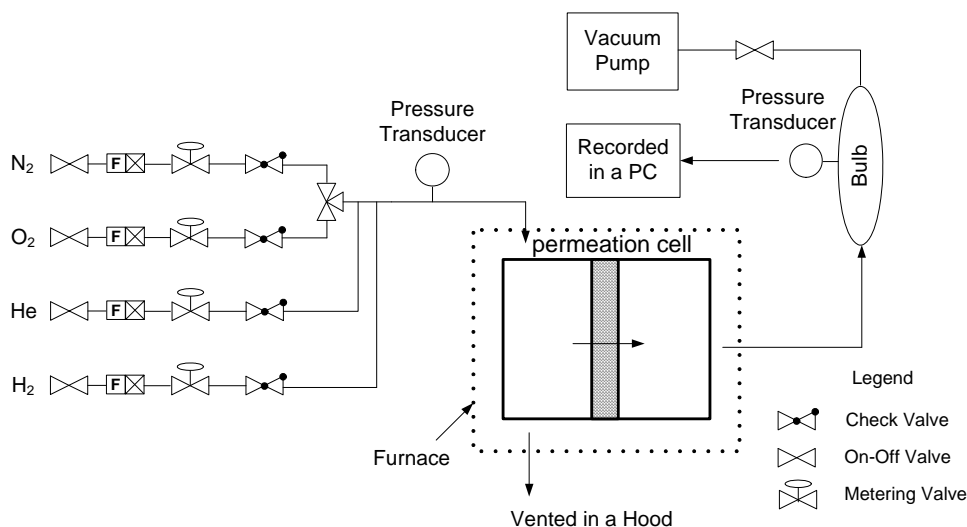 Vacuum
Pump
Pressure
Transducer
Pressure
Transducer
Recorded
in a PC
Bulb
N₂
F
O₂
F
He
F
H₂
F
permeation cell
Furnace
Vented in a Hood
Legend
Check Valve
On-Off Valve
Metering Valve